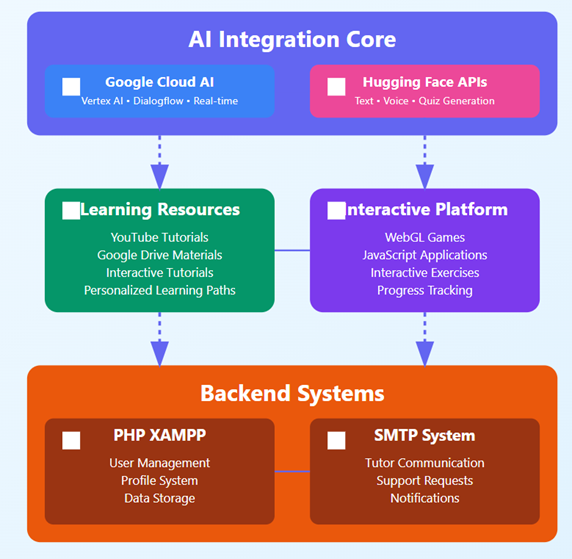 AI Integration Core
Google Cloud AI
Vertex AI • Dialogflow • Real-time
Hugging Face APIs
Text • Voice • Quiz Generation
Learning Resources
YouTube Tutorials
Google Drive Materials
Interactive Tutorials
Personalized Learning Paths
Interactive Platform
WebGL Games
JavaScript Applications
Interactive Exercises
Progress Tracking
Backend Systems
PHP XAMPP
User Management
Profile System
Data Storage
SMTP System
Tutor Communication
Support Requests
Notifications